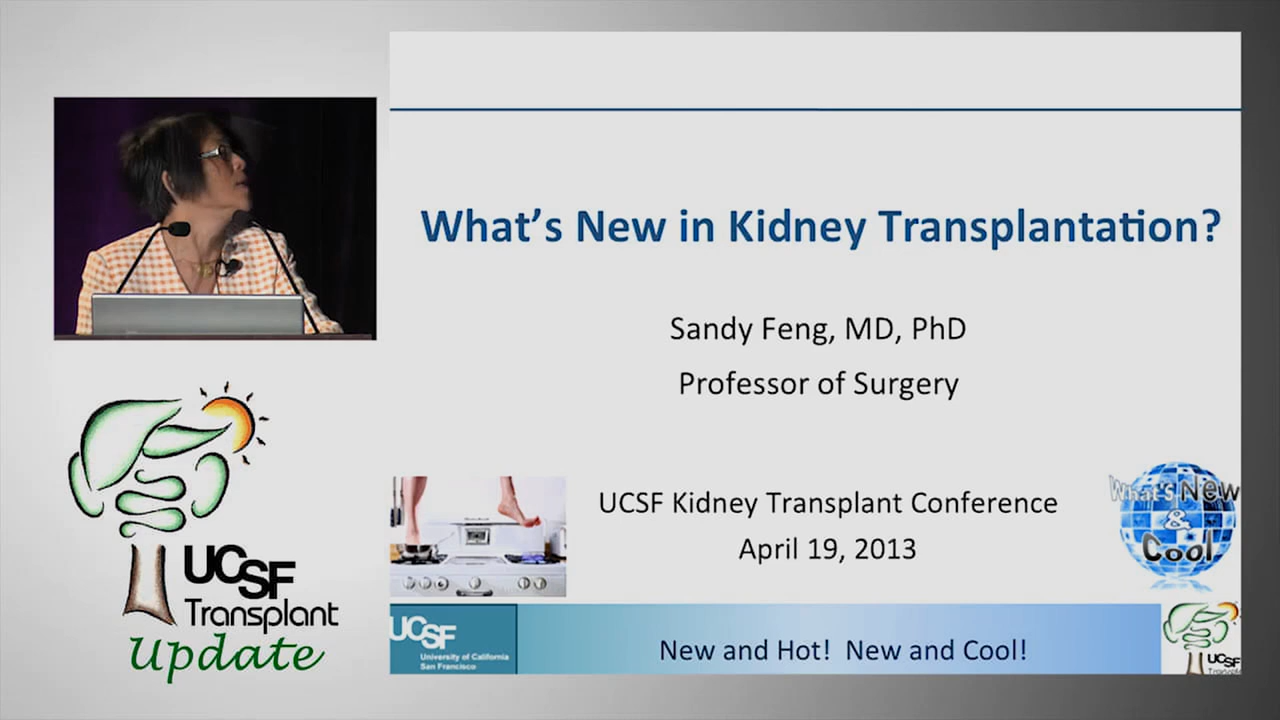 What's New in Kidney Transplantation?
Sandy Feng, MD, PhD
Professor of Surgery
UCSF Kidney Transplant Conference
April 19, 2013
What's New
&
Cool
UCSF
University of California
San Francisco
New and Hot! New and Cool!
UCSF
UCSF
Transplant
Update